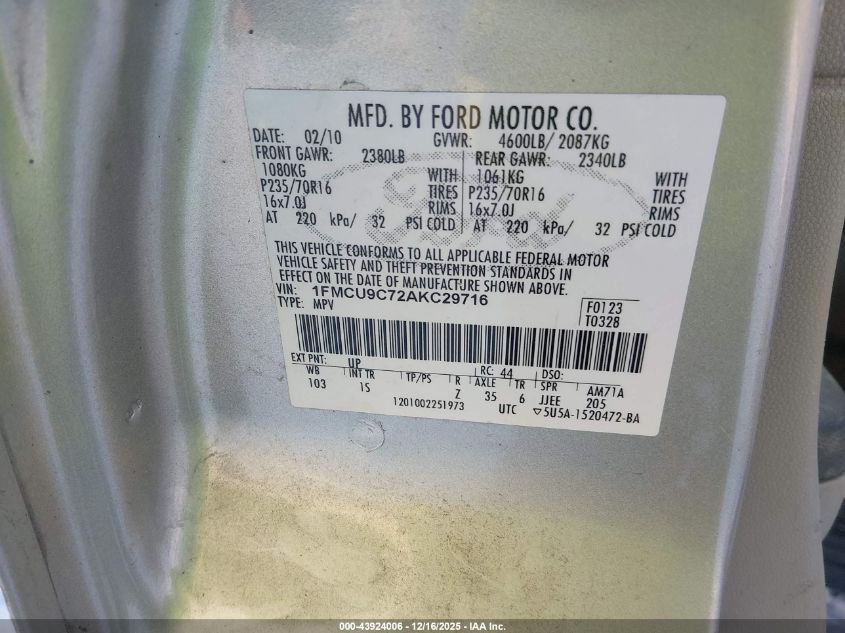 MFD. BY FORD MOTOR CO.
DATE: 02/10 GVWR: 4600LB/ 2087KG
FRONT GAWR: 2380LB REAR GAWR: 2340LB
1080KG WITH 1061KG WITH
P235/70R16 TIRES P235/70R16 TIRES
16x7.0J RIMS 16x7.0J RIMS
AT 220 kPa/ 32 PSI COLD AT 220 kPa/ 32 PSI COLD
Ford
THIS VEHICLE CONFORMS TO ALL APPLICABLE FEDERAL MOTOR
VEHICLE SAFETY AND THEFT PREVENTION STANDARDS IN
EFFECT ON THE DATE OF MANUFACTURE SHOWN ABOVE.
VIN: 1FMCU9C72AKC29716 F0123
TYPE: MPV T0328
EXT PNT: UP RC: 44 DSO:
WB INT TR TP/PS R AXLE TR SPR AM71A
103 IS Z 35 6 JJEE 205
1201002251973 UTC ▽5U5A-1520472-BA
000-43924006 - 12/16/2025 - IAA Inc.